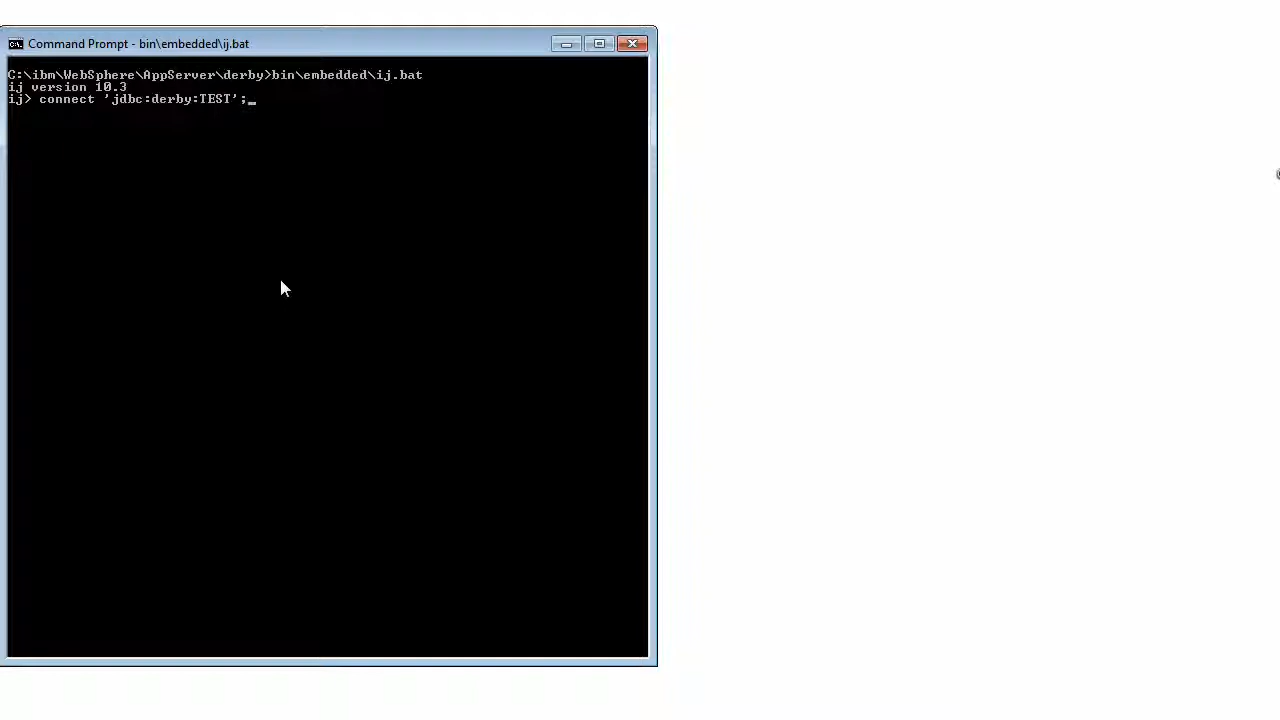 Command Prompt - bin\embedded\ij.bat
C:\ibm\WebSphere\AppServer\derby>bin\embedded\ij.bat
ij version 10.3
ij> connect 'jdbc:derby:TEST';_